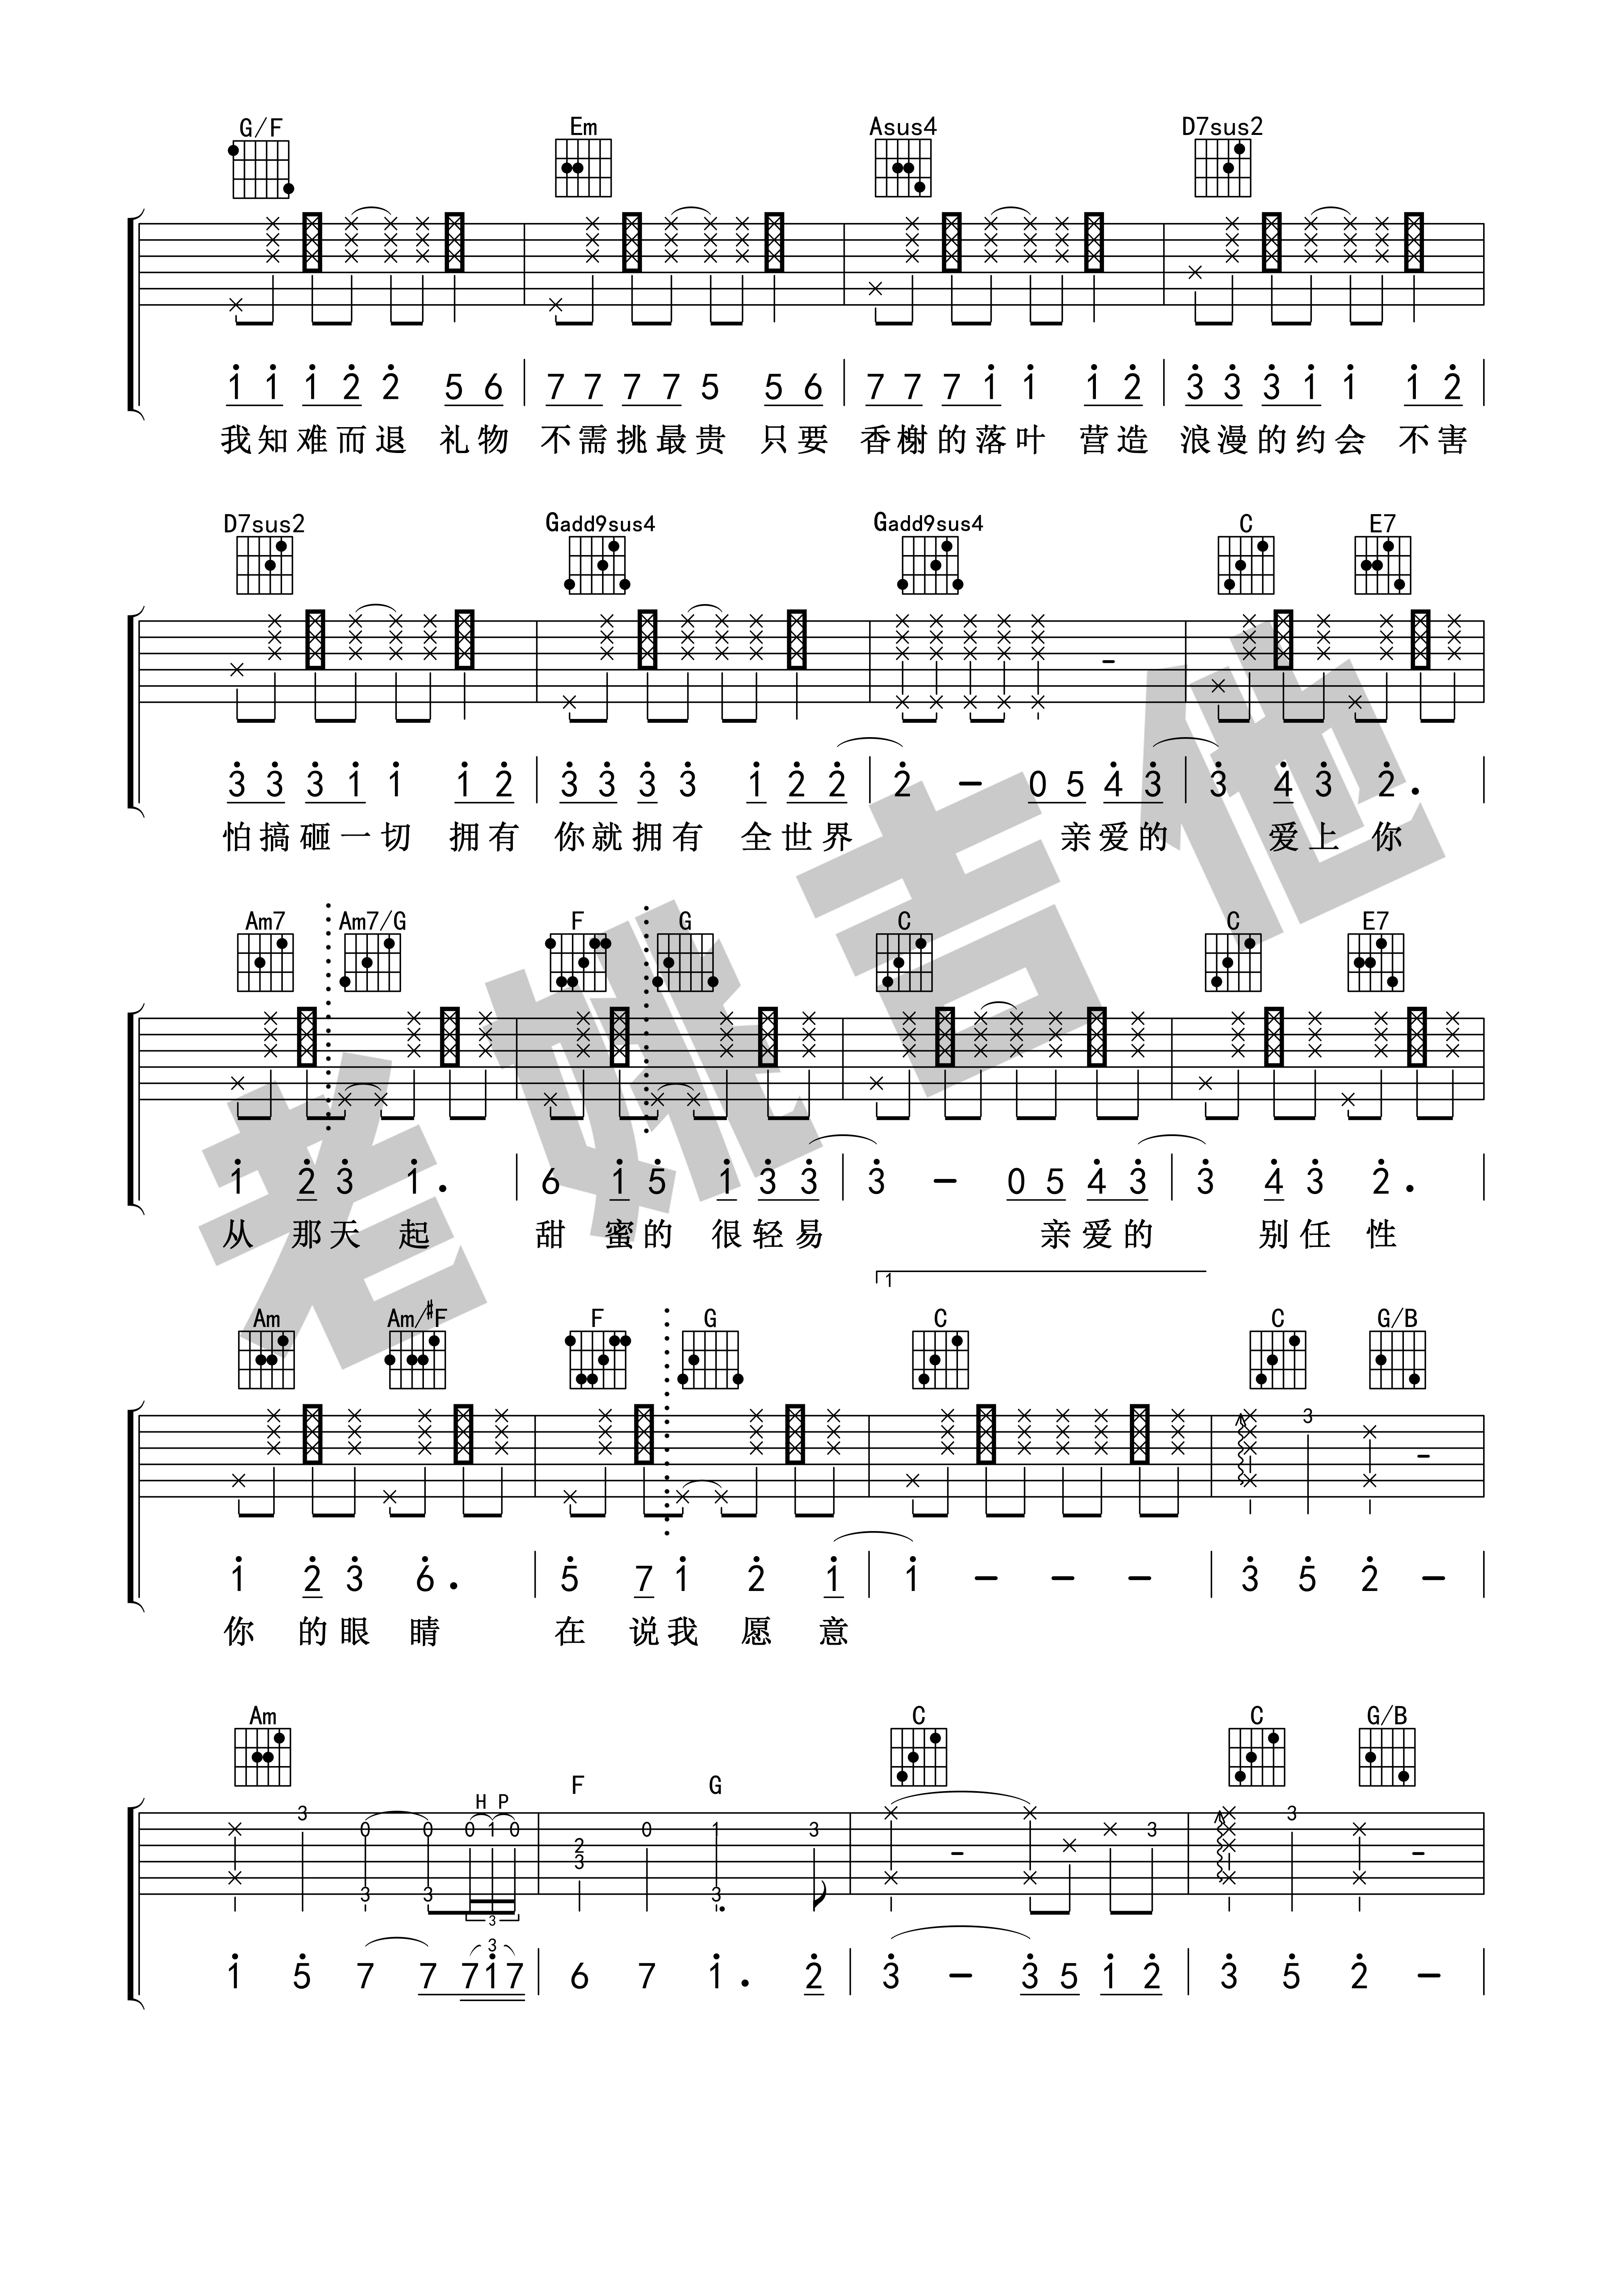 G/F Em Asus4 D7sus2
1 1 1 2 2 5 6 | 7 7 7 7 5 5 6 | 7 7 7 1 1 1 2 | 3 3 3 1 1 1 2 |
我知难而退 礼物 不需挑最贵 只要 香榭的落叶 营造 浪漫的约会 不害
D7sus2 Gadd9sus4 Gadd9sus4 C E7
3 3 3 1 1 1 2 | 3 3 3 3 1 2 2 | 2 - 0 5 4 3 | 3 4 3 2. |
怕搞砸一切 拥有 你就拥有 全世界 亲爱的 爱上你
Am7 Am7/G F G C C E7
1 2 3 1. | 6 1 5 1 3 3 | 3 - 0 5 4 3 | 3 4 3 2. |
从 那天 起 甜 蜜的 很轻易 亲爱的 别任性
1
Am Am/#F F G C C G/B
3
1 2 3 6. | 5 7 1 2 1 | 1 - - - | 3 5 2 - |
你 的眼 睛 在 说我 愿 意
Am F G C C G/B
H P
3 0 0 0 1 0 2 0 1 3 3 3
3 3 3 3
3
3
1 5 7 7 7 1 7 | 6 7 1. 2 | 3 - 3 5 1 2 | 3 5 2 - |
老姚吉他